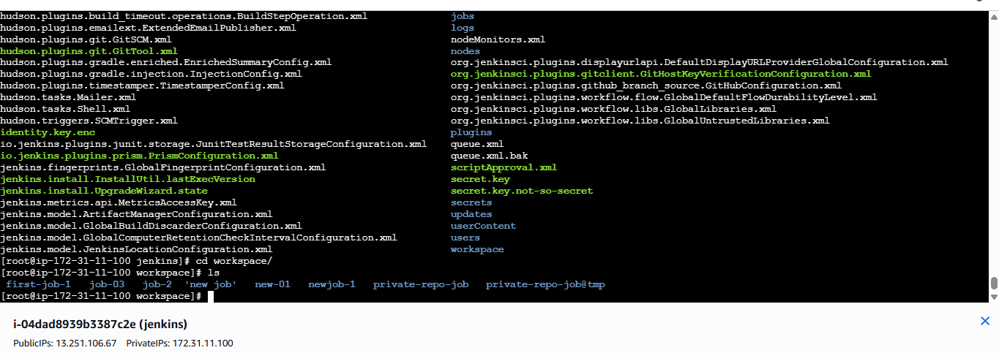 hudson.plugins.build_timeout.operations.BuildStepOperation.xml jobs
hudson.plugins.emailext.ExtendedEmailPublisher.xml logs
hudson.plugins.git.GitSCM.xml nodeMonitors.xml
hudson.plugins.git.GitTool.xml nodes
hudson.plugins.gradle.enriched.EnrichedSummaryConfig.xml org.jenkinsci.plugins.displayurlapi.DefaultDisplayURLProviderGlobalConfiguration.xml
hudson.plugins.gradle.injection.InjectionConfig.xml org.jenkinsci.plugins.gitclient.GitHostKeyVerificationConfiguration.xml
hudson.plugins.timestamper.TimestamperConfig.xml org.jenkinsci.plugins.github_branch_source.GitHubConfiguration.xml
hudson.tasks.Mailer.xml org.jenkinsci.plugins.workflow.flow.GlobalDefaultFlowDurabilityLevel.xml
hudson.tasks.Shell.xml org.jenkinsci.plugins.workflow.libs.GlobalLibraries.xml
hudson.triggers.SCMTrigger.xml org.jenkinsci.plugins.workflow.libs.GlobalUntrustedLibraries.xml
identity.key.enc plugins
io.jenkins.plugins.junit.storage.JunitTestResultStorageConfiguration.xml queue.xml
io.jenkins.plugins.prism.PrismConfiguration.xml queue.xml.bak
jenkins.fingerprints.GlobalFingerprintConfiguration.xml scriptApproval.xml
jenkins.install.InstallUtil.lastExecVersion secret.key
jenkins.install.UpgradeWizard.state secret.key.not-so-secret
jenkins.metrics.api.MetricsAccessKey.xml secrets
jenkins.model.ArtifactManagerConfiguration.xml updates
jenkins.model.GlobalBuildDiscarderConfiguration.xml userContent
jenkins.model.GlobalComputerRetentionCheckIntervalConfiguration.xml users
jenkins.model.JenkinsLocationConfiguration.xml workspace
[root@ip-172-31-11-100 jenkins]# cd workspace/
[root@ip-172-31-11-100 workspace]# ls
first-job-1 job-03 job-2 'new job' new-01 newjob-1 private-repo-job private-repo-job@tmp
[root@ip-172-31-11-100 workspace]#
i-04dad8939b3387c2e (jenkins)
PublicIPs: 13.251.106.67 PrivateIPs: 172.31.11.100